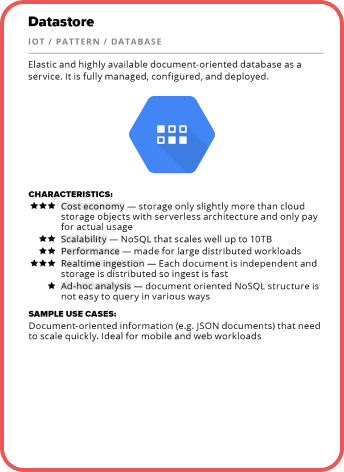 Datastore
IOT / PATTERN / DATABASE
Elastic and highly available document-oriented database as a
service. It is fully managed, configured, and deployed.
CHARACTERISTICS:
★★★ Cost economy — storage only slightly more than cloud
storage objects with serverless architecture and only pay
for actual usage
★★ Scalability — NoSQL that scales well up to 10TB
★★ Performance — made for large distributed workloads
★★★ Realtime ingestion — Each document is independent and
storage is distributed so ingest is fast
★ Ad-hoc analysis — document oriented NoSQL structure is
not easy to query in various ways
SAMPLE USE CASES:
Document-oriented information (e.g. JSON documents) that need
to scale quickly. Ideal for mobile and web workloads